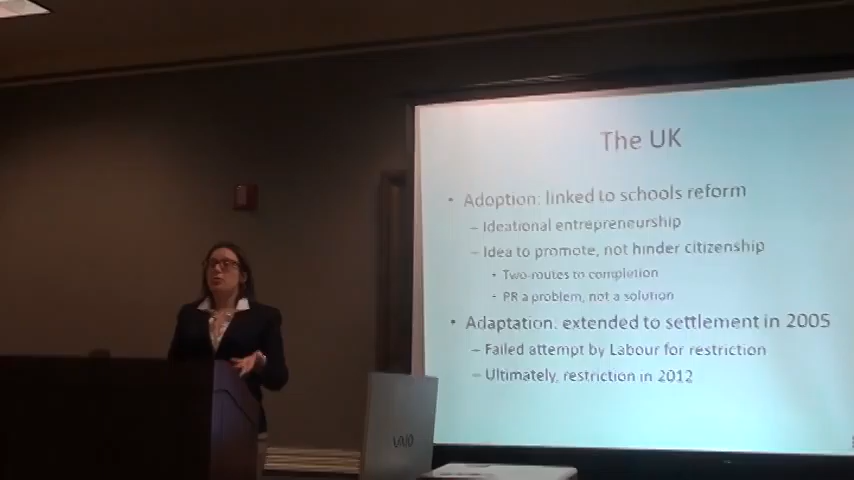 The UK
• Adoption: linked to schools reform
– Ideational entrepreneurship
– Idea to promote, not hinder citizenship
• Two-routes to completion
• PR a problem, not a solution
• Adaptation: extended to settlement in 2005
– Failed attempt by Labour for restriction
– Ultimately, restriction in 2012
VAIO